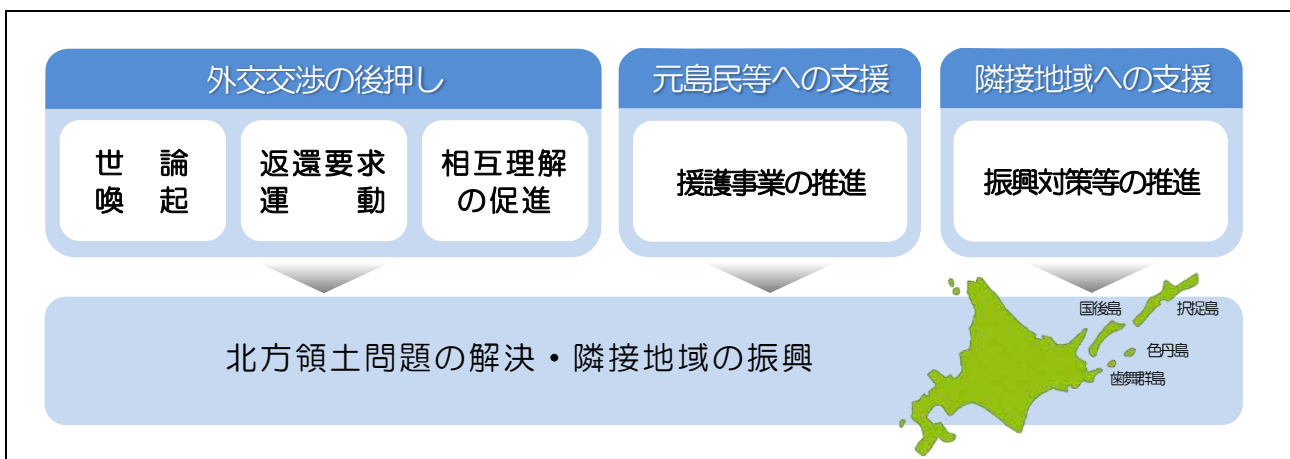 外交交渉の後押し
元島民等への支援
隣接地域への支援
世論
喚起
返還要求
運動
相互理解
の促進
援護事業の推進
振興対策等の推進
北方領土問題の解決・隣接地域の振興
国後島
択捉島
色丹島
歯舞群島